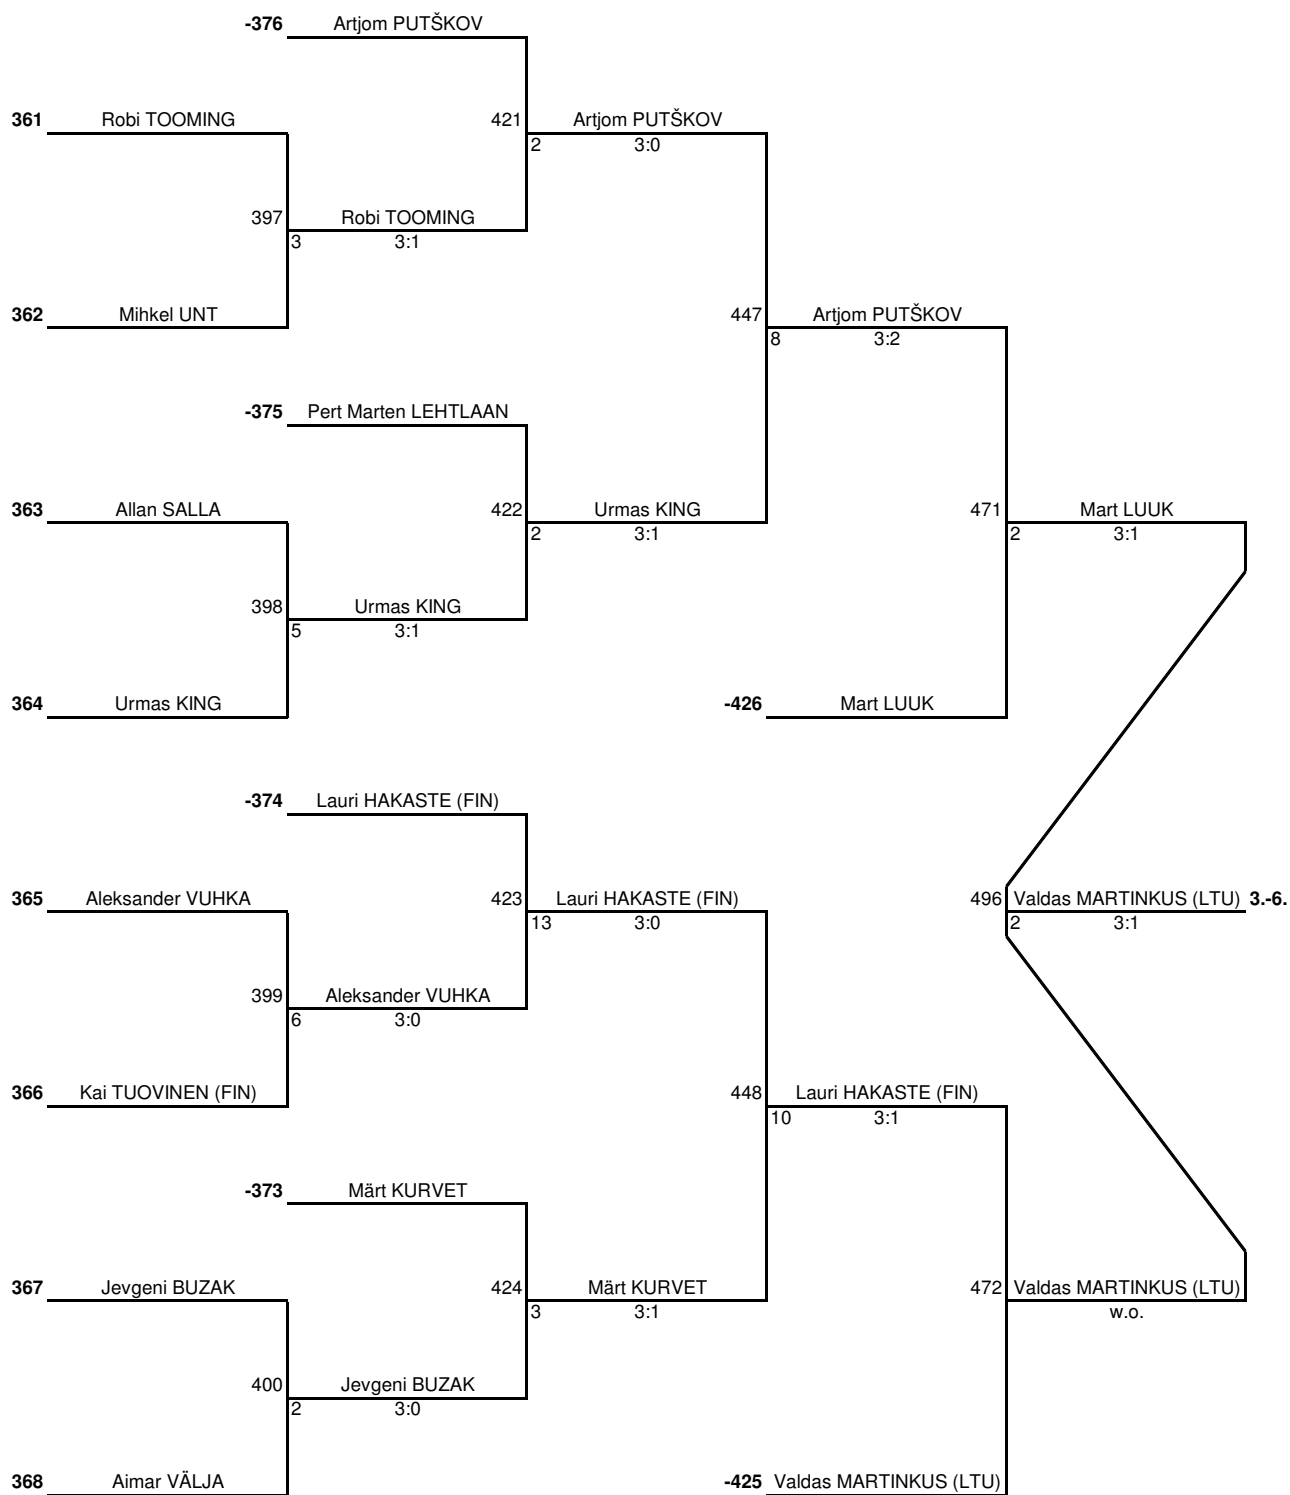 -376 Artjom PUTŠKOV
361 Robi TOOMING 421 Artjom PUTŠKOV
2 3:0
397 Robi TOOMING
3 3:1
362 Mihkel UNT 447 Artjom PUTŠKOV
8 3:2
-375 Pert Marten LEHTLAAN
363 Allan SALLA 422 Urmas KING 471 Mart LUUK
2 3:1 2 3:1
398 Urmas KING
5 3:1
364 Urmas KING -426 Mart LUUK
-374 Lauri HAKASTE (FIN)
365 Aleksander VUHKA 423 Lauri HAKASTE (FIN) 496 Valdas MARTINKUS (LTU) 3.-6.
13 3:0 2 3:1
399 Aleksander VUHKA
6 3:0
366 Kai TUOVINEN (FIN) 448 Lauri HAKASTE (FIN)
10 3:1
-373 Märt KURVET
367 Jevgeni BUZAK 424 Märt KURVET 472 Valdas MARTINKUS (LTU)
3 3:1 w.o.
400 Jevgeni BUZAK
2 3:0
368 Aimar VÄLJA -425 Valdas MARTINKUS (LTU)